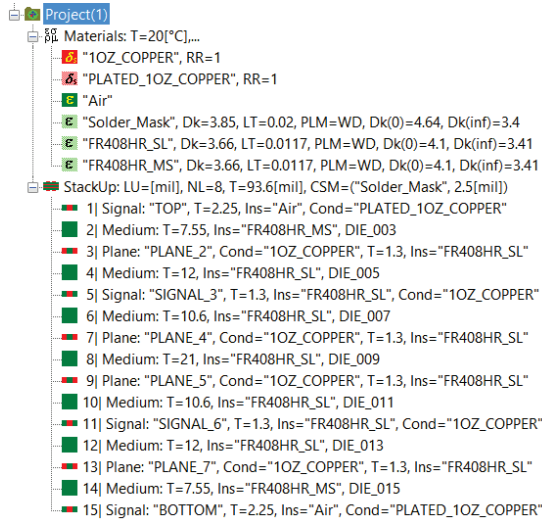 Project(1)
Materials: T=20[°C],...
"1OZ_COPPER", RR=1
"PLATED_1OZ_COPPER", RR=1
"Air"
"Solder_Mask", Dk=3.85, LT=0.02, PLM=WD, Dk(0)=4.64, Dk(inf)=3.4
"FR408HR_SL", Dk=3.66, LT=0.0117, PLM=WD, Dk(0)=4.1, Dk(inf)=3.41
"FR408HR_MS", Dk=3.66, LT=0.0117, PLM=WD, Dk(0)=4.1, Dk(inf)=3.41
StackUp: LU=[mil], NL=8, T=93.6[mil], CSM=("Solder_Mask", 2.5[mil])
1| Signal: "TOP", T=2.25, Ins="Air", Cond="PLATED_1OZ_COPPER"
2| Medium: T=7.55, Ins="FR408HR_MS", DIE_003
3| Plane: "PLANE_2", Cond="1OZ_COPPER", T=1.3, Ins="FR408HR_SL"
4| Medium: T=12, Ins="FR408HR_SL", DIE_005
5| Signal: "SIGNAL_3", T=1.3, Ins="FR408HR_SL", Cond="1OZ_COPPER"
6| Medium: T=10.6, Ins="FR408HR_SL", DIE_007
7| Plane: "PLANE_4", Cond="1OZ_COPPER", T=1.3, Ins="FR408HR_SL"
8| Medium: T=21, Ins="FR408HR_SL", DIE_009
9| Plane: "PLANE_5", Cond="1OZ_COPPER", T=1.3, Ins="FR408HR_SL"
10| Medium: T=10.6, Ins="FR408HR_SL", DIE_011
11| Signal: "SIGNAL_6", T=1.3, Ins="FR408HR_SL", Cond="1OZ_COPPER"
12| Medium: T=12, Ins="FR408HR_SL", DIE_013
13| Plane: "PLANE_7", Cond="1OZ_COPPER", T=1.3, Ins="FR408HR_SL"
14| Medium: T=7.55, Ins="FR408HR_MS", DIE_015
15| Signal: "BOTTOM", T=2.25, Ins="Air", Cond="PLATED_1OZ_COPPER"